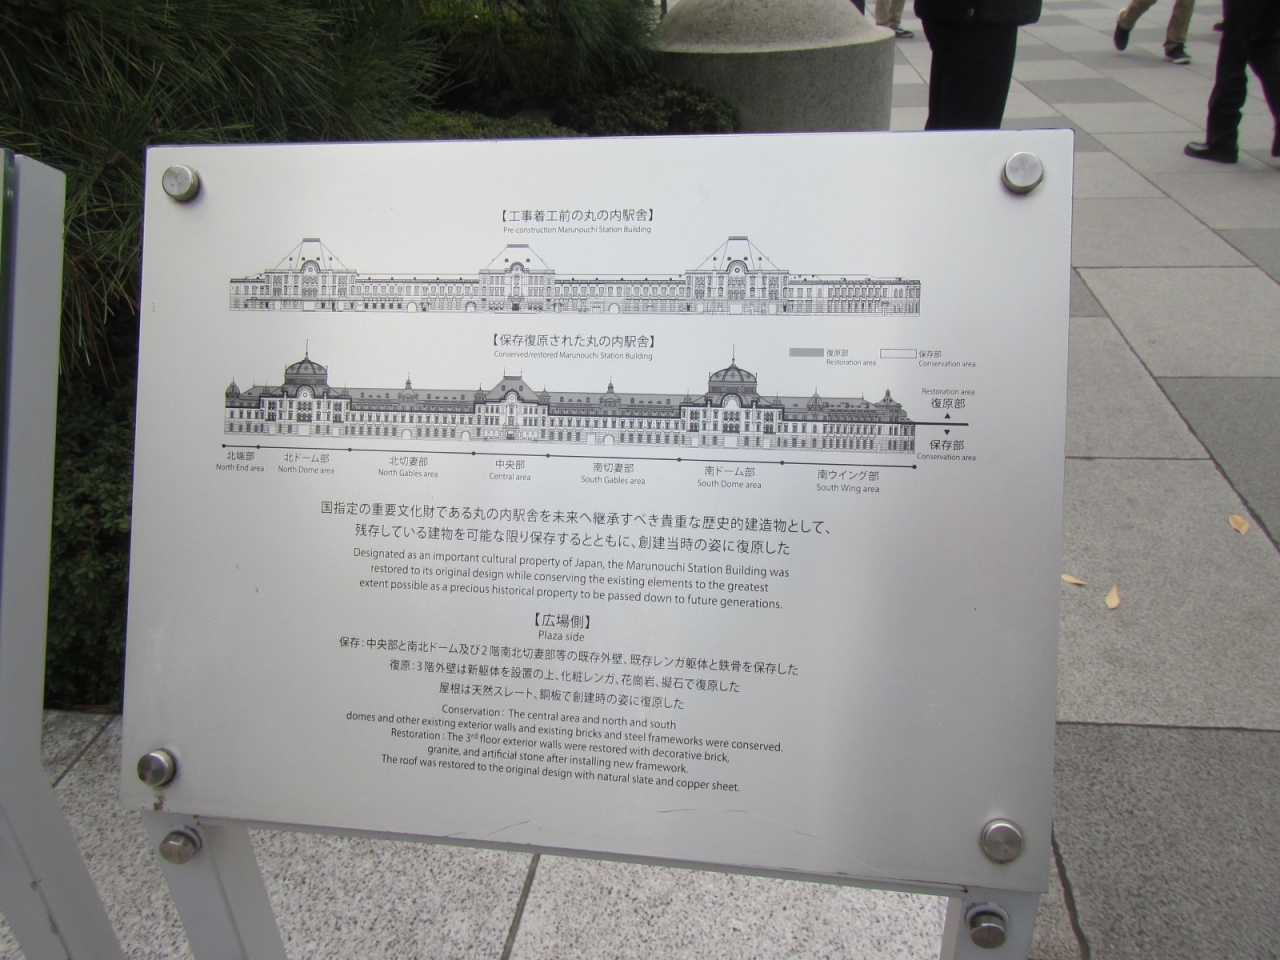 【工事着工前の丸の内駅舎】
Pre-construction Marunouchi Station Building
【保存復原された丸の内駅舎】
Conserved/restored Marunouchi Station Building
復原部
Restoration area
保存部
Conservation area
Restoration area
復原部
保存部
Conservation area
北端部
North End area
北ドーム部
North Dome area
北切妻部
North Gables area
中央部
Central area
南切妻部
South Gables area
南ドーム部
South Dome area
南ウイング部
South Wing area
国指定の重要文化財である丸の内駅舎を未来へ継承すべき貴重な歴史的建造物として、
残存している建物を可能な限り保存するとともに、創建当時の姿に復原した
Designated as an important cultural property of Japan, the Marunouchi Station Building was
restored to its original design while conserving the existing elements to the greatest
extent possible as a precious historical property to be passed down to future generations.
【広場側】
Plaza side
保存：中央部と南北ドーム及び2階南北切妻部等の既存外壁、既存レンガ躯体と鉄骨を保存した
復原：3階外壁は新躯体を設置の上、化粧レンガ、花崗岩、擬石で復原した
屋根は天然スレート、銅板で創建時の姿に復原した
Conservation : The central area and north and south
domes and other existing exterior walls and existing bricks and steel frameworks were conserved.
Restoration : The 3rd floor exterior walls were restored with decorative brick,
granite, and artificial stone after installing new framework.
The roof was restored to the original design with natural slate and copper sheet.